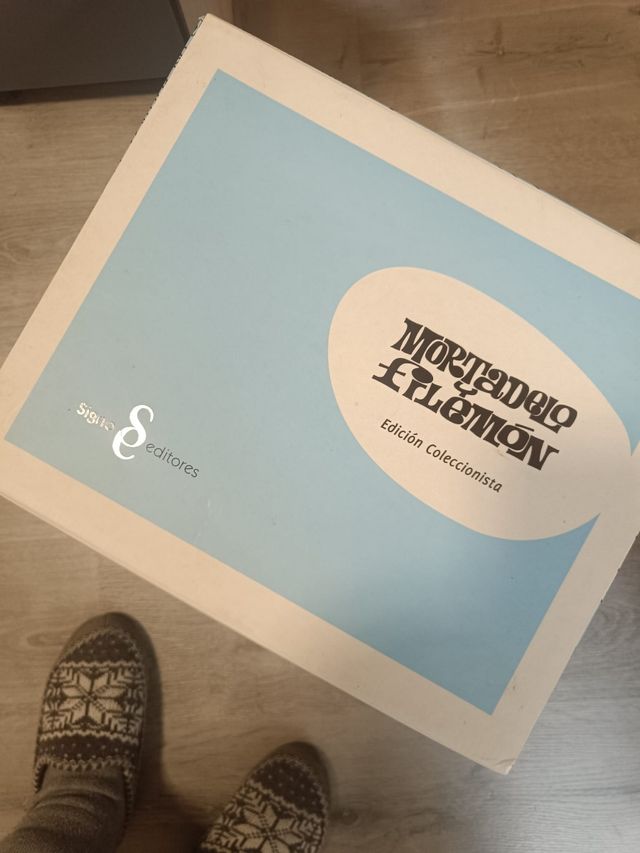 MORTADELO
Y
FILEMÓN
Edición Coleccionista
Signo
editores